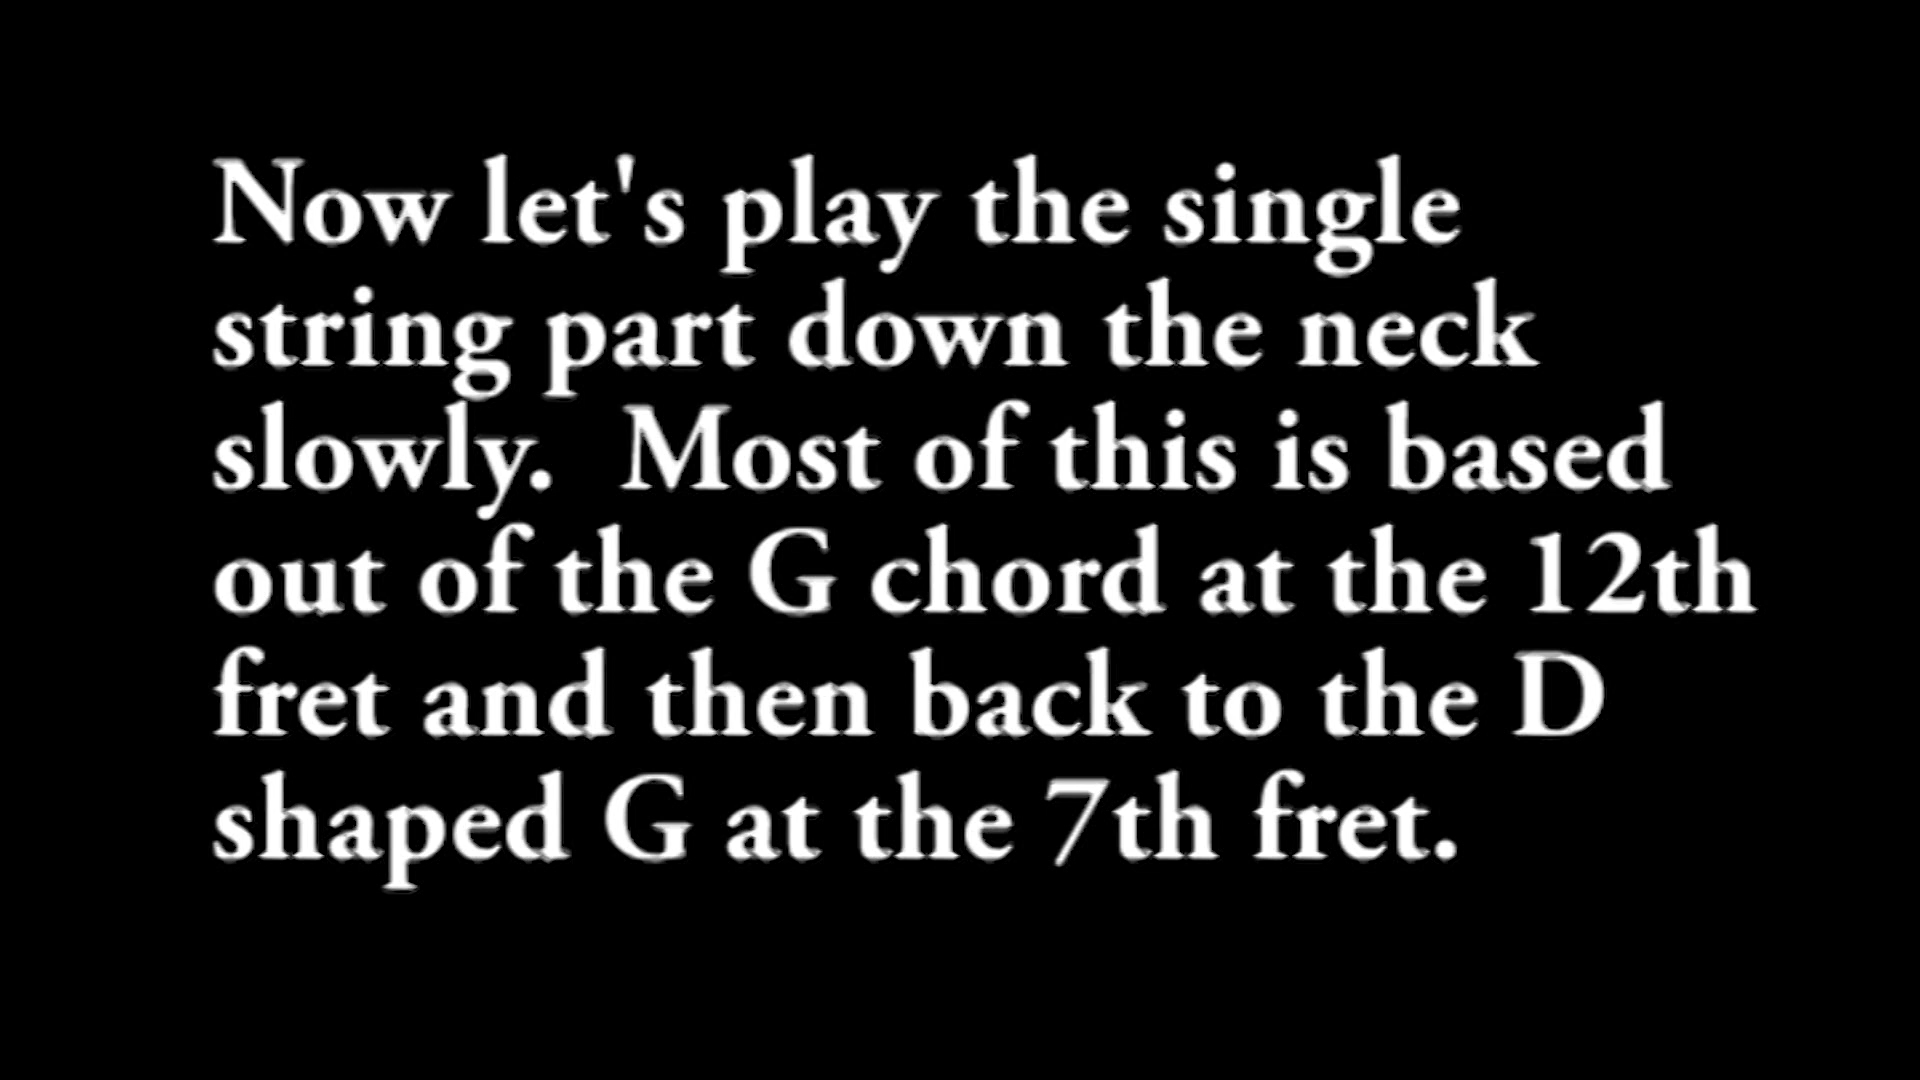 Now let's play the single
string part down the neck
slowly.  Most of this is based
out of the G chord at the 12th
fret and then back to the D
shaped G at the 7th fret.